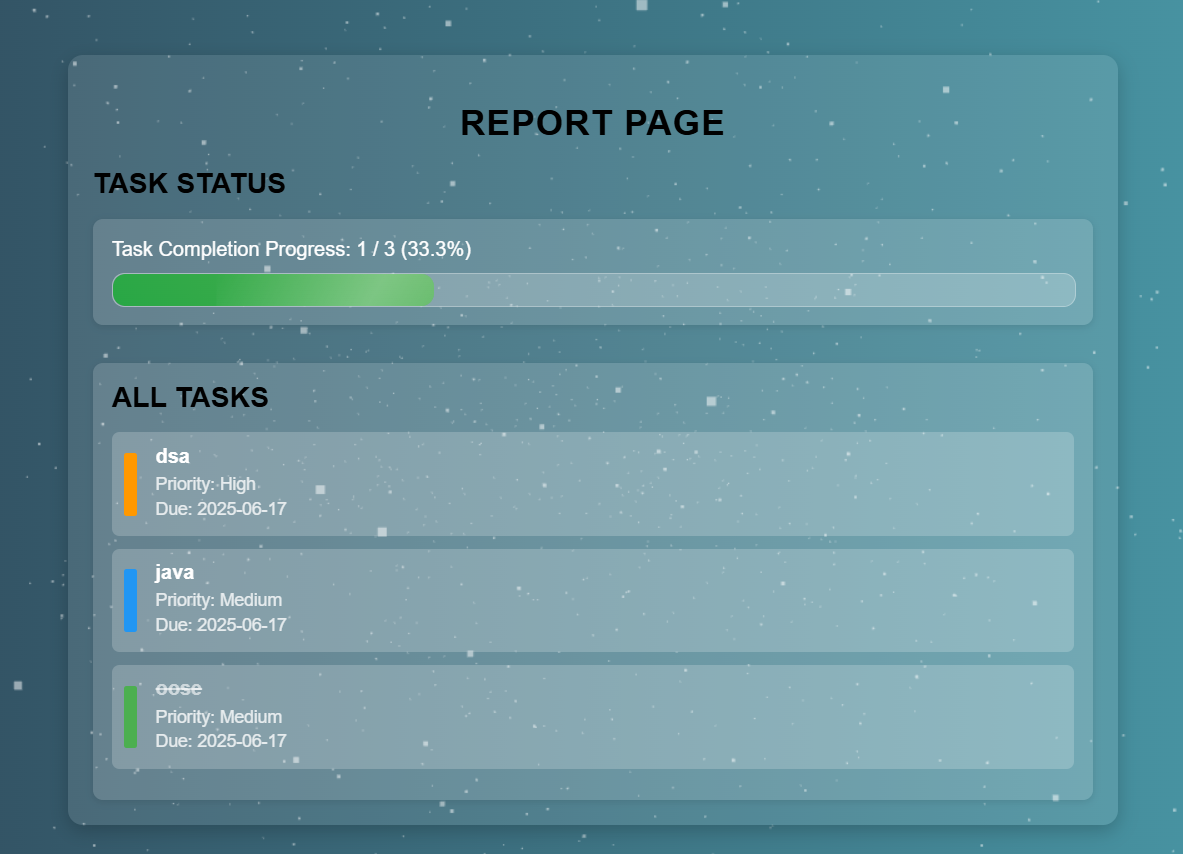 REPORT PAGE
TASK STATUS
Task Completion Progress: 1 / 3 (33.3%)
ALL TASKS
dsa
Priority: High
Due: 2025-06-17
java
Priority: Medium
Due: 2025-06-17
oose
Priority: Medium
Due: 2025-06-17